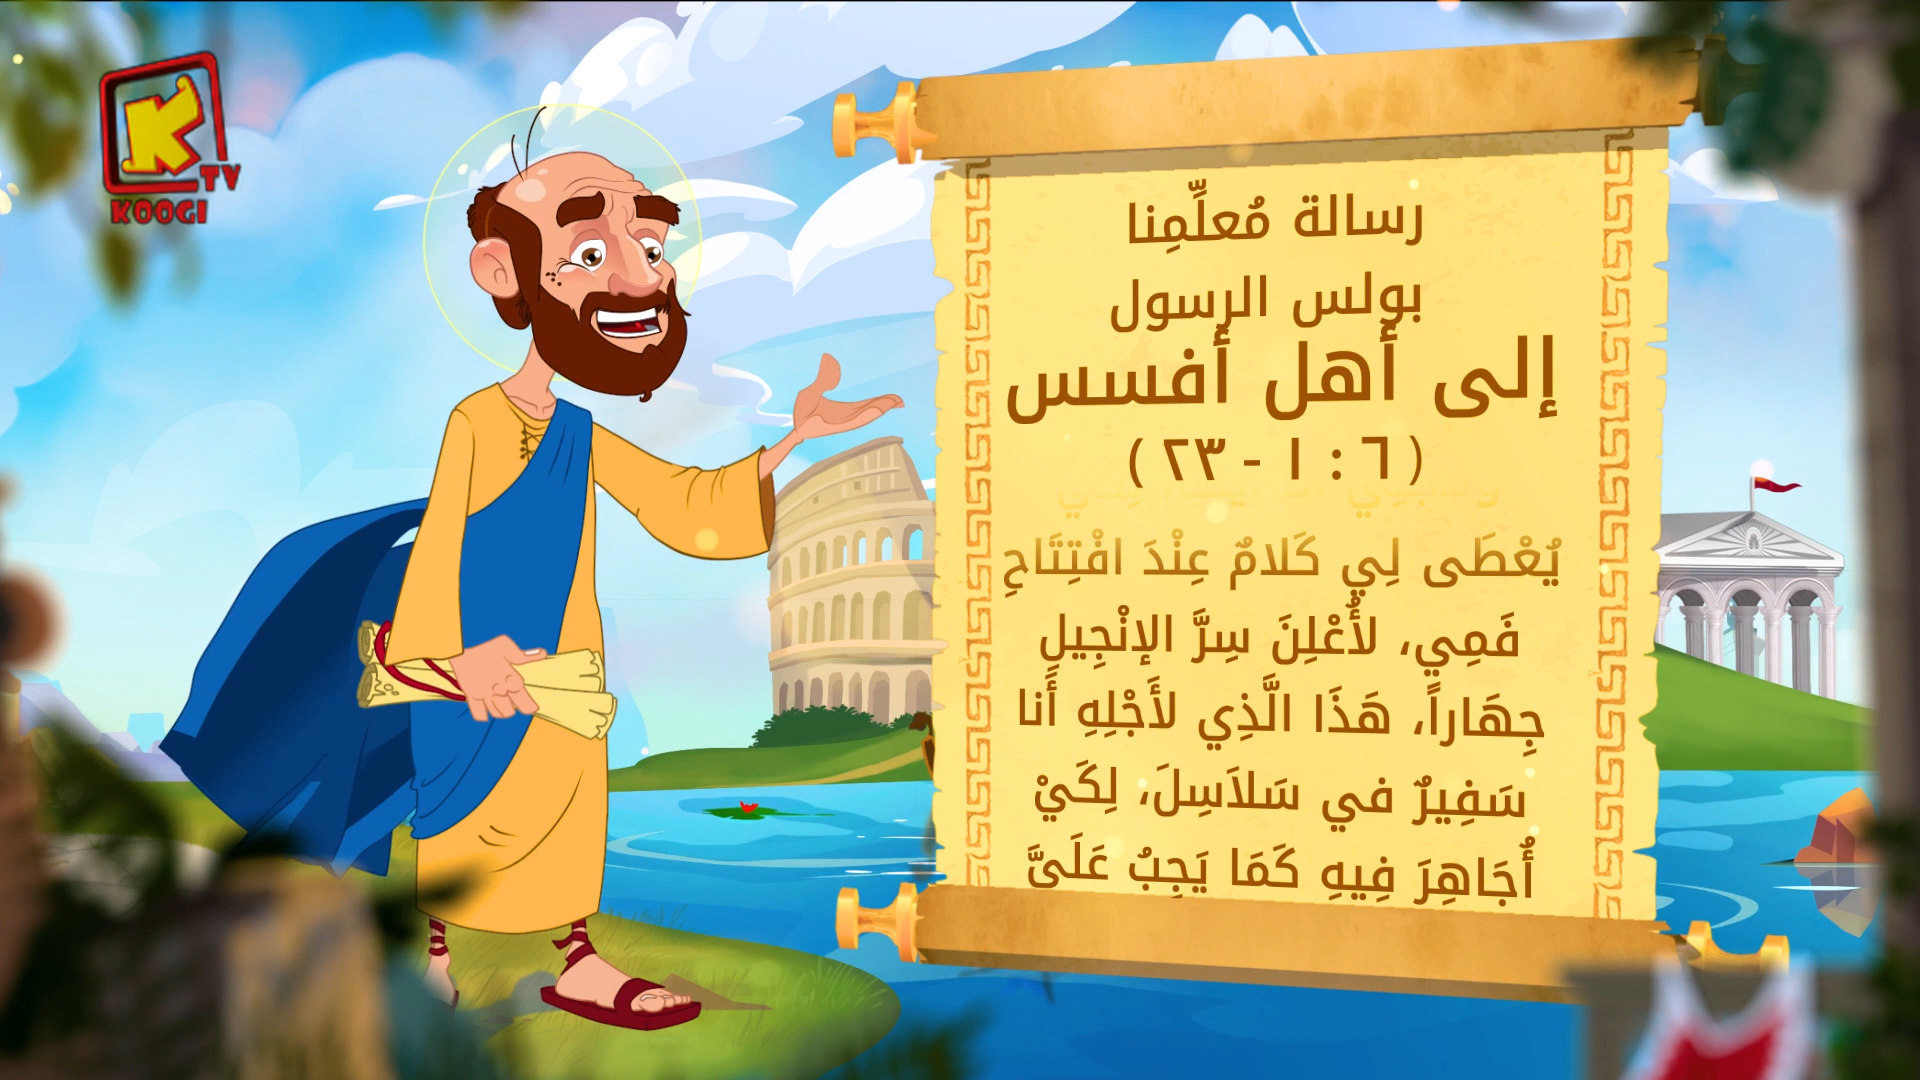 K
TV
KOOGI
رسالة مُعلِّمِنا
بولس الرسول
إلى أهل أفسس
(٦ : ١ - ٢٣)
يُعْطَى لِي كَلامٌ عِنْدَ افْتِتَاحِ
فَمِي، لأُعْلِنَ سِرَّ الإنْجِيلِ
جِهَاراً، هَذَا الَّذِي لأَجْلِهِ أَنا
سَفِيرٌ في سَلاَسِلَ، لِكَيْ
أُجَاهِرَ فِيهِ كَمَا يَجِبُ عَلَىَّ